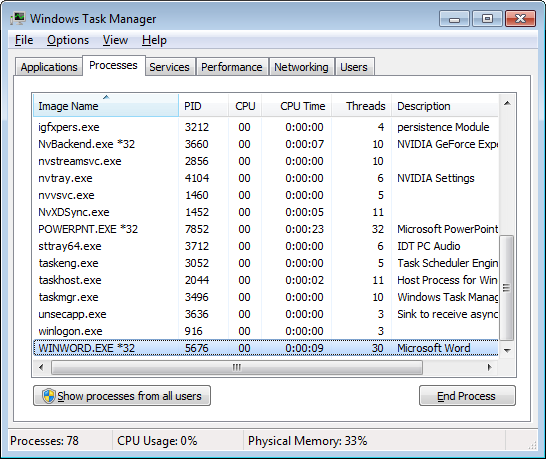 Windows Task Manager
File Options View Help
Applications Processes Services Performance Networking Users
Image Name PID CPU CPU Time Threads Description
igfxpers.exe 3212 00 0:00:00 4 persistence Module
NvBackend.exe *32 3660 00 0:00:07 10 NVIDIA GeForce Expe
nvstreamsvc.exe 2856 00 0:00:00 10
nvtray.exe 4104 00 0:00:00 6 NVIDIA Settings
nvvsvc.exe 1460 00 0:00:00 5
NvXDSync.exe 1452 00 0:00:05 11
POWERPNT.EXE *32 7852 00 0:00:23 32 Microsoft PowerPoint
sttray64.exe 3712 00 0:00:00 6 IDT PC Audio
taskeng.exe 3052 00 0:00:00 5 Task Scheduler Engin
taskhost.exe 2044 00 0:00:02 11 Host Process for Win
taskmgr.exe 3496 00 0:00:00 10 Windows Task Manag
unsecapp.exe 3636 00 0:00:00 3 Sink to receive async
winlogon.exe 916 00 0:00:00 3
WINWORD.EXE *32 5676 00 0:00:09 30 Microsoft Word
Show processes from all users End Process
Processes: 78 CPU Usage: 0% Physical Memory: 33%